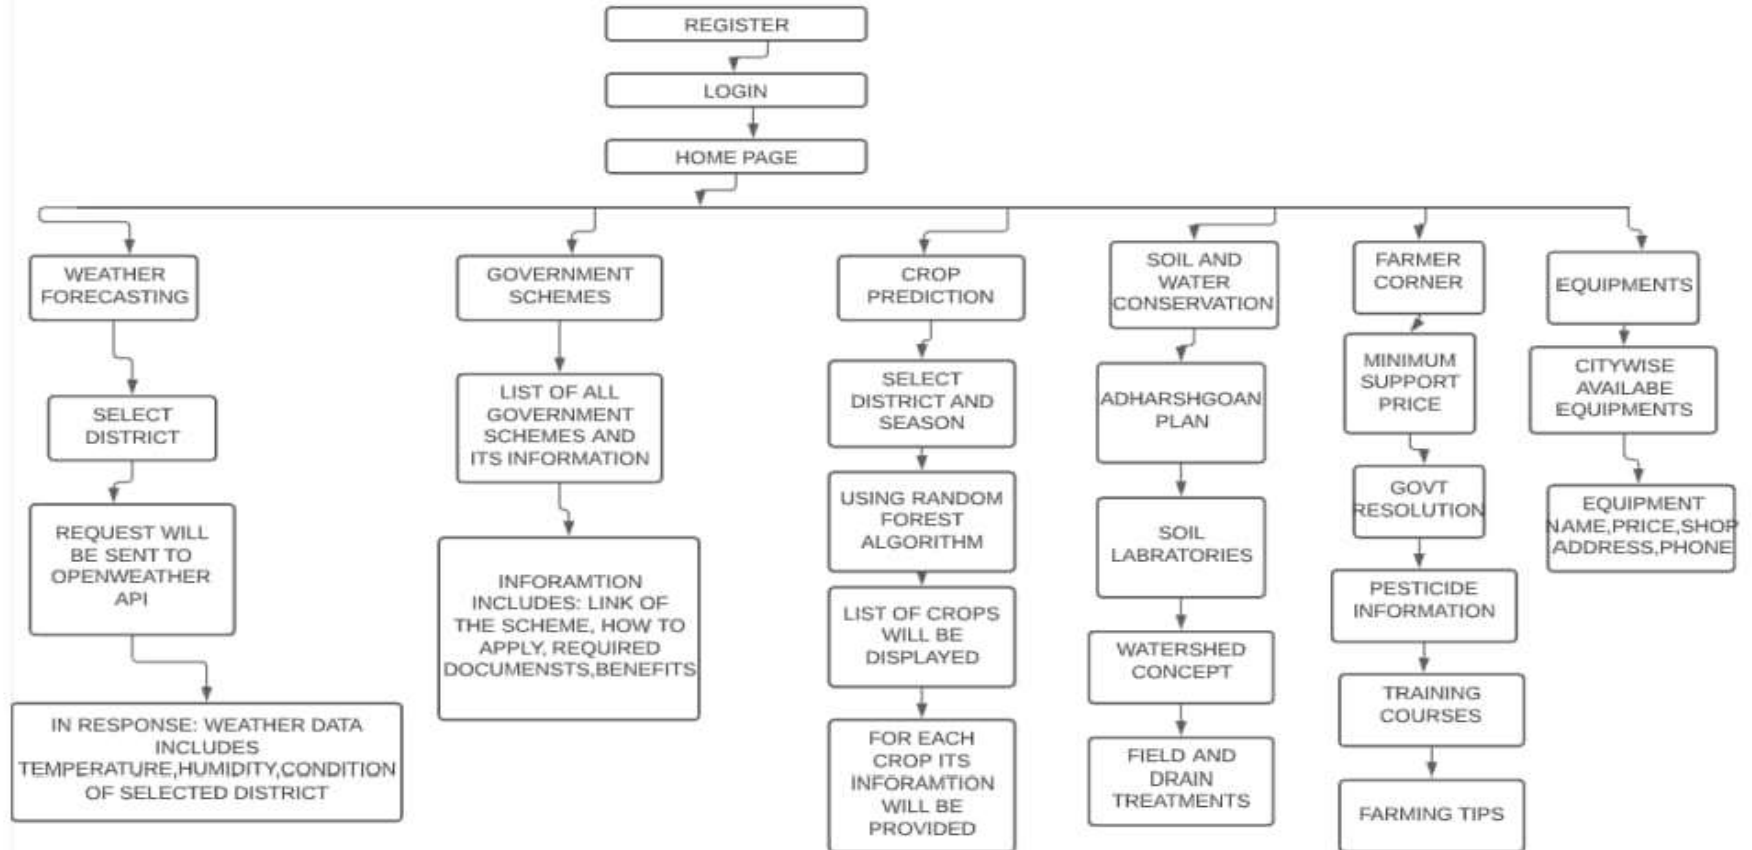 REGISTER
LOGIN
HOME PAGE
WEATHER
FORECASTING
SELECT
DISTRICT
REQUEST WILL
BE SENT TO
OPENWEATHER
API
IN RESPONSE: WEATHER DATA
INCLUDES
TEMPERATURE,HUMIDITY,CONDITION
OF SELECTED DISTRICT
GOVERNMENT
SCHEMES
LIST OF ALL
GOVERNMENT
SCHEMES AND
ITS INFORMATION
INFORAMTION
INCLUDES: LINK OF
THE SCHEME, HOW TO
APPLY, REQUIRED
DOCUMENSTS,BENEFITS
CROP
PREDICTION
SELECT
DISTRICT AND
SEASON
USING RANDOM
FOREST
ALGORITHM
LIST OF CROPS
WILL BE
DISPLAYED
FOR EACH
CROP ITS
INFORAMTION
WILL BE
PROVIDED
SOIL AND
WATER
CONSERVATION
ADHARSHGOAN
PLAN
SOIL
LABRATORIES
WATERSHED
CONCEPT
FIELD AND
DRAIN
TREATMENTS
FARMER
CORNER
MINIMUM
SUPPORT
PRICE
GOVT
RESOLUTION
PESTICIDE
INFORMATION
TRAINING
COURSES
FARMING TIPS
EQUIPMENTS
CITYWISE
AVAILABE
EQUIPMENTS
EQUIPMENT
NAME,PRICE,SHOP
ADDRESS,PHONE